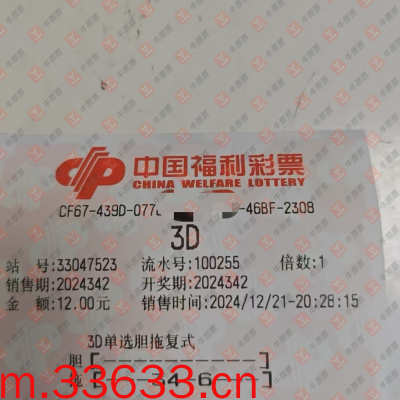 中国福利彩票
CHINA WELFARE LOTTERY
CF67-439D-077 -46BF-2308
3D
站 号:33047523 流水号:100255 倍数:1
销售期:2024342 开奖期:2024342
金 额:12.00元 销售时间:2024/12/21-20:28:15
3D单选胆拖复式
胆[-----------]
m.33633.cn